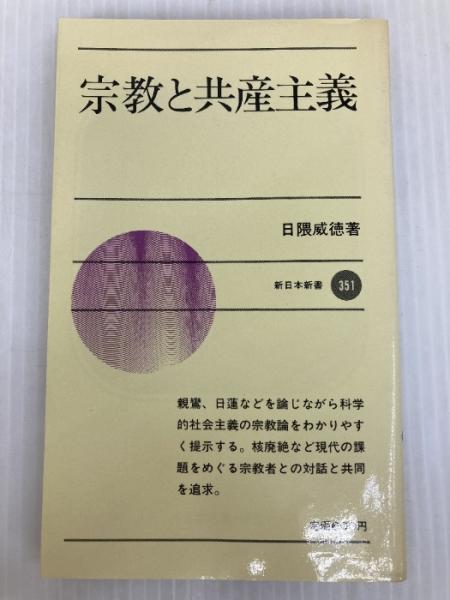 宗教と共産主義
日隈威徳著
新日本新書 351
親鸞、日蓮などを論じながら科学
的社会主義の宗教論をわかりやす
く提示する。核廃絶など現代の課
題をめぐる宗教者との対話と共同
を追求。
円